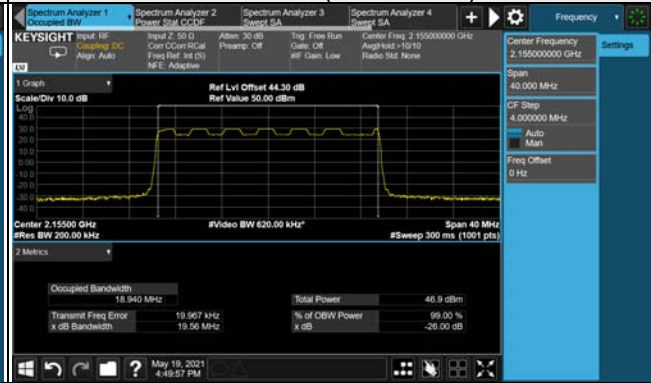 Spectrum Analyzer 1
Occupied BW
Spectrum Analyzer 2
Power Stat CCDF
Spectrum Analyzer 3
Swept SA
Spectrum Analyzer 4
Swept SA
Frequency
KEYSIGHT
Input: RF
Coupling: DC
Align: Auto
Input Z: 50 Ω
Corr CCorr RCal
Freq Ref: Int (S)
NFE: Adaptive
Atten: 30 dB
Preamp: Off
Trig: Free Run
Gate: Off
#IF Gain: Low
Center Freq: 2.155000000 GHz
Avg|Hold:>10/10
Radio Std: None
Center Frequency
2.155000000 GHz
Settings
Span
40.000 MHz
CF Step
4.000000 MHz
Auto
Man
Freq Offset
0 Hz
1 Graph
Scale/Div 10.0 dB
Ref Lvl Offset 44.30 dB
Ref Value 50.00 dBm
Log
40.0
30.0
20.0
10.0
0.00
-10.0
-20.0
-30.0
-40.0
Center 2.15500 GHz
#Res BW 200.00 kHz
#Video BW 620.00 kHz*
Span 40 MHz
#Sweep 300 ms (1001 pts)
2 Metrics
Occupied Bandwidth
18.940 MHz
Total Power
46.9 dBm
Transmit Freq Error
19.967 kHz
% of OBW Power
99.00 %
x dB Bandwidth
19.56 MHz
x dB
-26.00 dB
May 19, 2021
4:49:57 PM